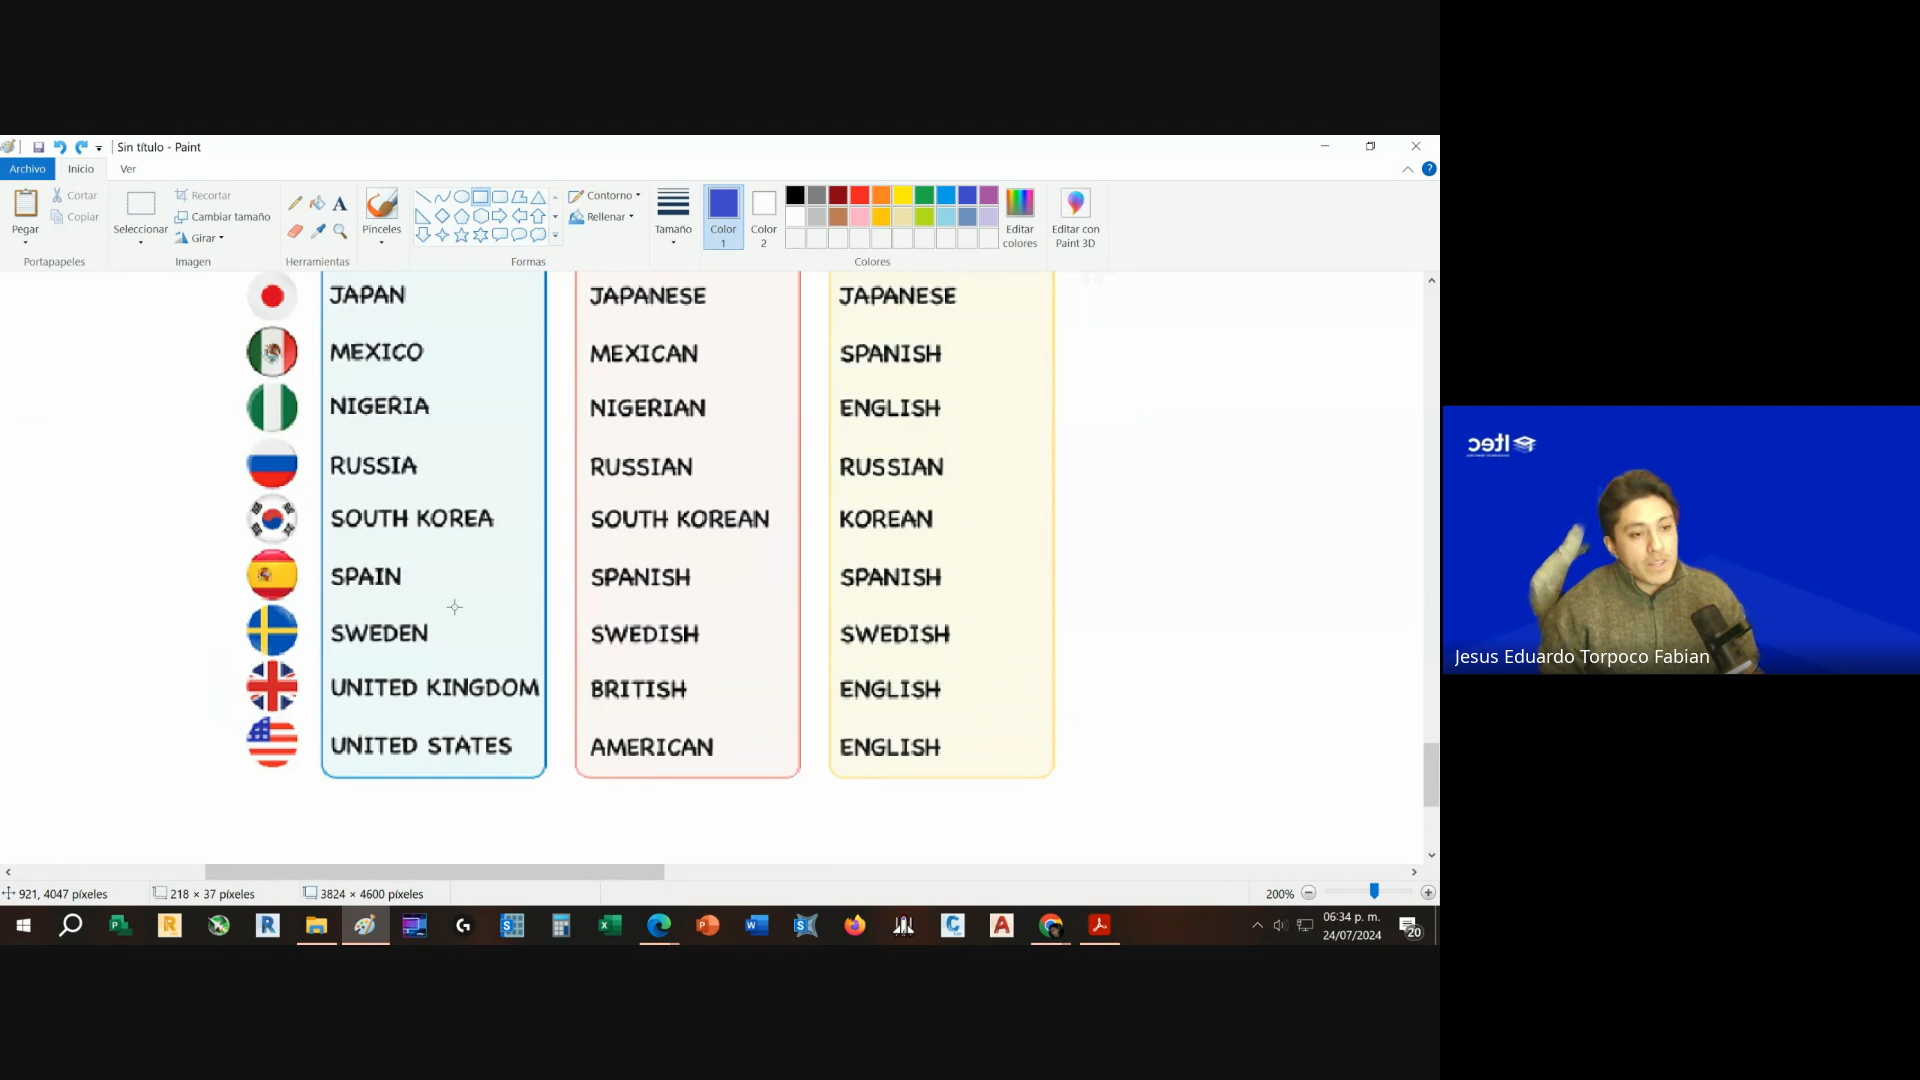 Sin título - Paint
Archivo Inicio Ver
Pegar
Cortar
Copiar
Portapapeles
Seleccionar
Recortar
Cambiar tamaño
Girar
Imagen
A
Herramientas
Pinceles
Formas
Contorno
Rellenar
Tamaño
Color 1
Color 2
Colores
Editar colores
Editar con Paint 3D
JAPAN JAPANESE JAPANESE
MEXICO MEXICAN SPANISH
NIGERIA NIGERIAN ENGLISH
RUSSIA RUSSIAN RUSSIAN
SOUTH KOREA SOUTH KOREAN KOREAN
SPAIN SPANISH SPANISH
SWEDEN SWEDISH SWEDISH
UNITED KINGDOM BRITISH ENGLISH
UNITED STATES AMERICAN ENGLISH
921, 4047 píxeles 218 × 37 píxeles 3824 × 4600 píxeles 200%
06:34 p. m.
24/07/2024
20
Itec
Jesus Eduardo Torpoco Fabian